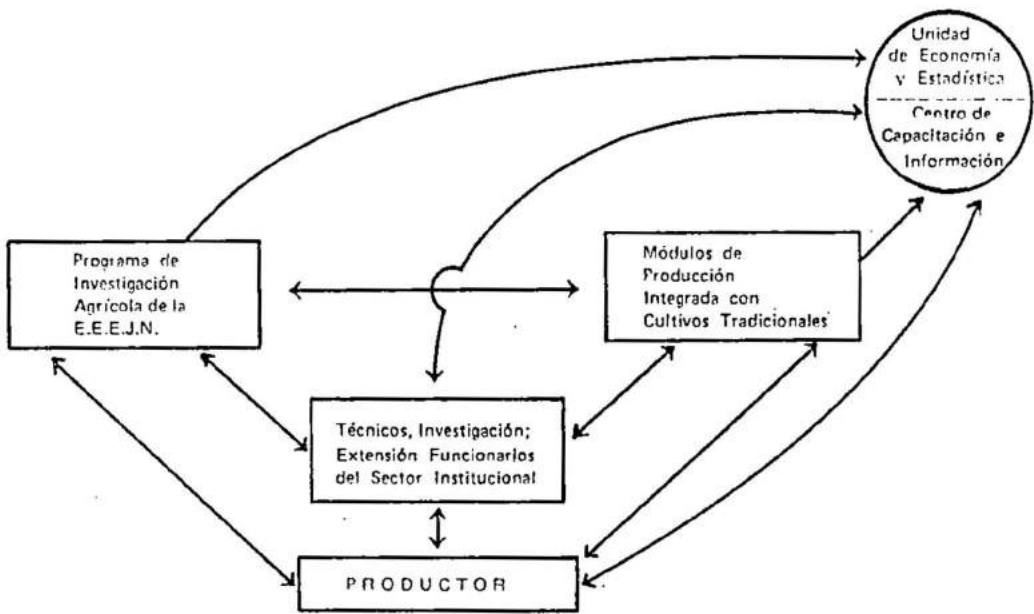 Unidad
de Economía
y Estadística
Centro de
Capacitación e
Información
Programa de
Investigación
Agrícola de la
E.E.E.J.N.
Módulos de
Producción
Integrada con
Cultivos Tradicionales
Técnicos, Investigación;
Extensión Funcionarios
del Sector Institucional
PRODUCTOR